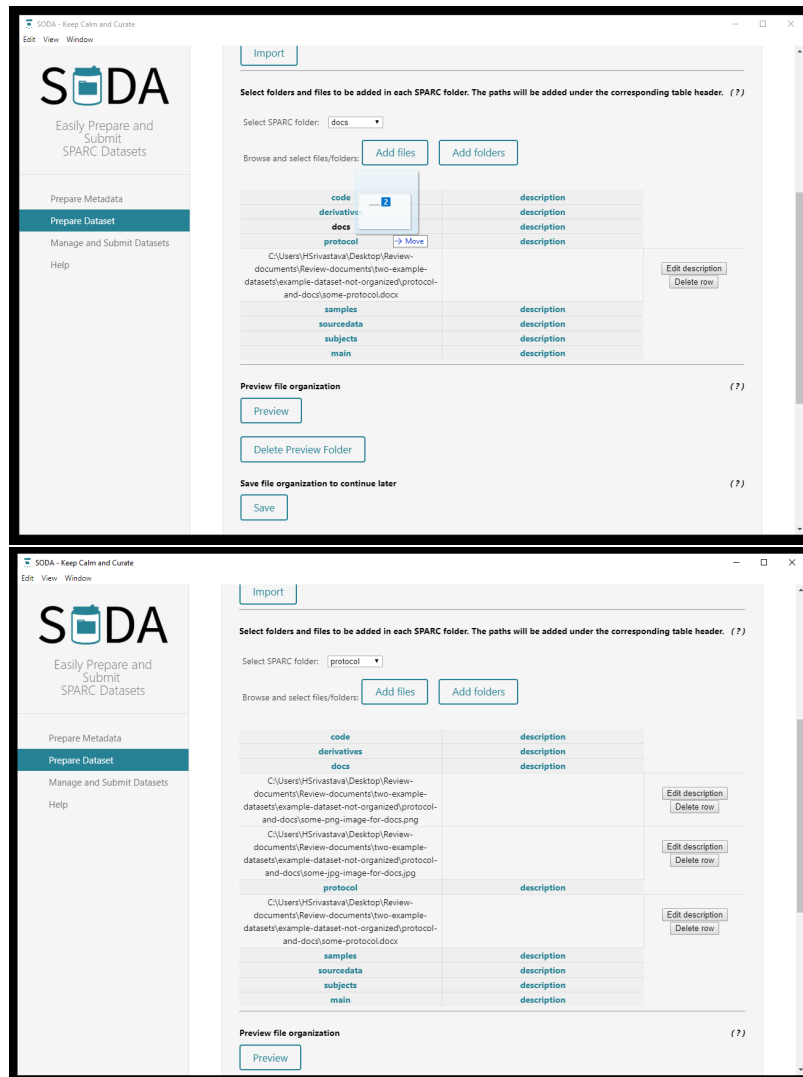 SODA - Keep Calm and Curate
Edit View Window
SODA
Easily Prepare and
Submit
SPARC Datasets
Prepare Metadata
Prepare Dataset
Manage and Submit Datasets
Help
Import
Select folders and files to be added in each SPARC folder. The paths will be added under the corresponding table header. (?)
Select SPARC folder: docs
Browse and select files/folders: Add files Add folders
code description
derivatives description
2
docs description
protocol → Move description
C:\Users\HSrivastava\Desktop\Review-
documents\Review-documents\two-example-
datasets\example-dataset-not-organized\protocol-
and-docs\some-protocol.docx
Edit description
Delete row
samples description
sourcedata description
subjects description
main description
Preview file organization (?)
Preview
Delete Preview Folder
Save file organization to continue later (?)
Save
SODA - Keep Calm and Curate
Edit View Window
SODA
Easily Prepare and
Submit
SPARC Datasets
Prepare Metadata
Prepare Dataset
Manage and Submit Datasets
Help
Import
Select folders and files to be added in each SPARC folder. The paths will be added under the corresponding table header. (?)
Select SPARC folder: protocol
Browse and select files/folders: Add files Add folders
code description
derivatives description
docs description
C:\Users\HSrivastava\Desktop\Review-
documents\Review-documents\two-example-
datasets\example-dataset-not-organized\protocol-
and-docs\some-png-image-for-docs.png
Edit description
Delete row
C:\Users\HSrivastava\Desktop\Review-
documents\Review-documents\two-example-
datasets\example-dataset-not-organized\protocol-
and-docs\some-jpg-image-for-docs.jpg
Edit description
Delete row
protocol description
C:\Users\HSrivastava\Desktop\Review-
documents\Review-documents\two-example-
datasets\example-dataset-not-organized\protocol-
and-docs\some-protocol.docx
Edit description
Delete row
samples description
sourcedata description
subjects description
main description
Preview file organization (?)
Preview